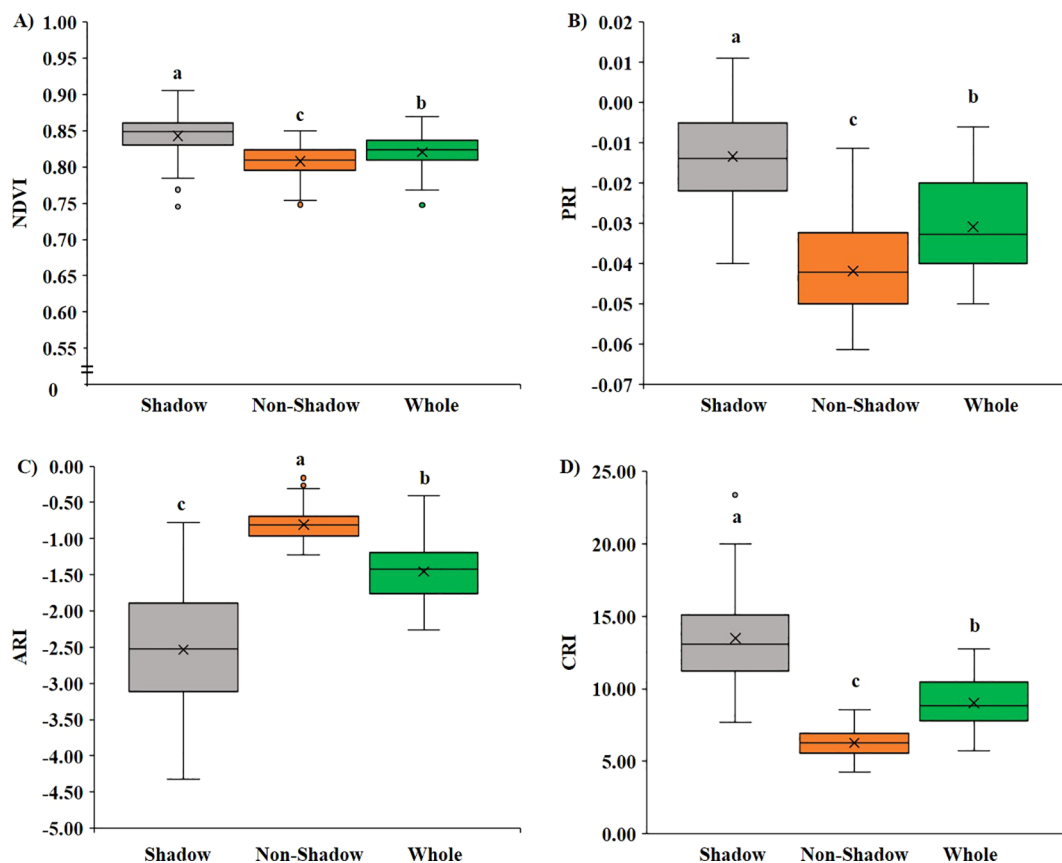 A)
NDVI
1.00
0.95
0.90
0.85
0.80
0.75
0.70
0.65
0.60
0.55
0
a
c
b
Shadow Non-Shadow Whole
B)
PRI
0.02
0.01
0.00
-0.01
-0.02
-0.03
-0.04
-0.05
-0.06
-0.07
a
c
b
Shadow Non-Shadow Whole
C)
ARI
0.00
-0.50
-1.00
-1.50
-2.00
-2.50
-3.00
-3.50
-4.00
-4.50
-5.00
c
a
b
Shadow Non-Shadow Whole
D)
CRI
25.00
20.00
15.00
10.00
5.00
0.00
a
c
b
Shadow Non-Shadow Whole